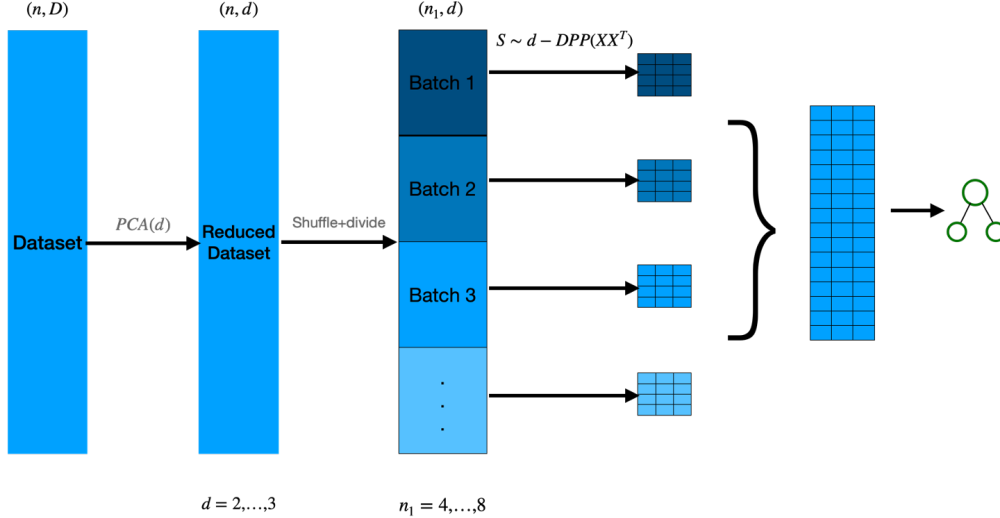 (n, D)
(n, d)
(n₁, d)
S ∼ d − DPP(XXᵀ)
Batch 1
Batch 2
Dataset
PCA(d)
Reduced
Dataset
Shuffle+divide
Batch 3
.
.
.
d = 2,…,3
n₁ = 4,…,8